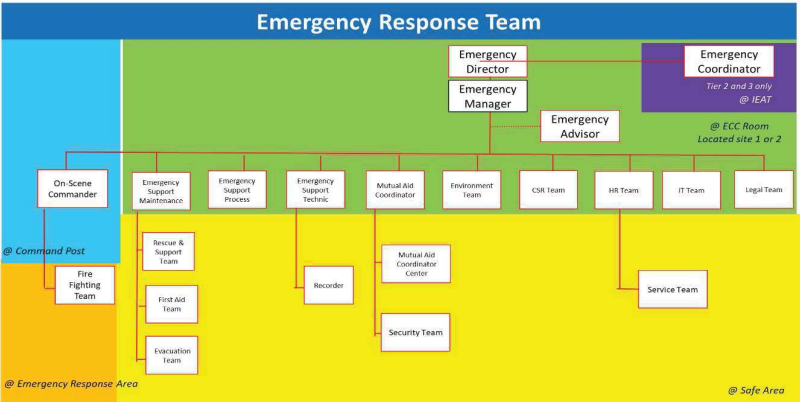 Emergency Response Team
Emergency
Director
Emergency
Coordinator
Tier 2 and 3 only
@ IEAT
Emergency
Manager
Emergency
Advisor
@ ECC Room
Located site 1 or 2
On-Scene
Commander
Emergency
Support
Maintenance
Emergency
Support
Process
Emergency
Support
Technic
Mutual Aid
Coordinator
Environment
Team
CSR Team
HR Team
IT Team
Legal Team
@ Command Post
Rescue &
Support
Team
Mutual Aid
Coordinator
Center
Fire
Fighting
Team
First Aid
Team
Recorder
Service Team
Security Team
Evacuation
Team
@ Emergency Response Area
@ Safe Area